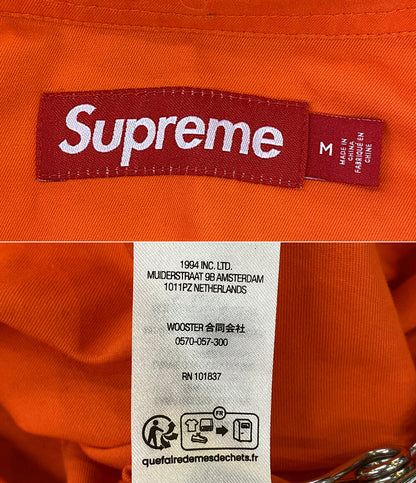 Supreme
M
MADE IN
CHINA
FABRIQUÉ EN
CHINE
1994 INC. LTD.
MUIDERSTRAAT 9B AMSTERDAM
1011PZ NETHERLANDS
WOOSTER 合同会社
0570-057-300
RN 101837
FR
quefairedemesdechets.fr